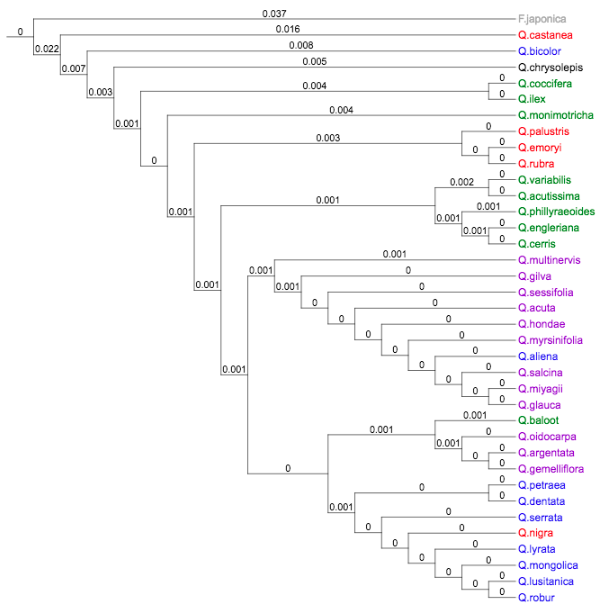 0.037
F.japonica
0
0.016
Q.castanea
0.022
0.008
Q.bicolor
0.007
0.005
Q.chrysolepis
0.003
0.004
0
Q.coccifera
0
Q.ilex
0.001
0.004
Q.monimotricha
0
0.003
0
Q.palustris
0
Q.emoryi
0
0
Q.rubra
0.001
0.001
0.002
0
Q.variabilis
0
Q.acutissima
0.001
Q.phillyraeoides
0.001
0
Q.engleriana
0.001
0
Q.cerris
0.001
0.001
0.001
Q.multinervis
0
Q.gilva
0.001
0
Q.sessifolia
0
0
Q.acuta
0
0
Q.hondae
0
0
Q.myrsinifolia
0
0
Q.aliena
0
0
Q.salcina
0
0
Q.miyagii
0
0
Q.glauca
0.001
0.001
0.001
Q.baloot
0
Q.oidocarpa
0.001
0
Q.argentata
0
0
Q.gemelliflora
0
0
0
Q.petraea
0
Q.dentata
0.001
0
Q.serrata
0
0
Q.nigra
0
0
Q.lyrata
0
0
Q.mongolica
0
0
Q.lusitanica
0
0
Q.robur